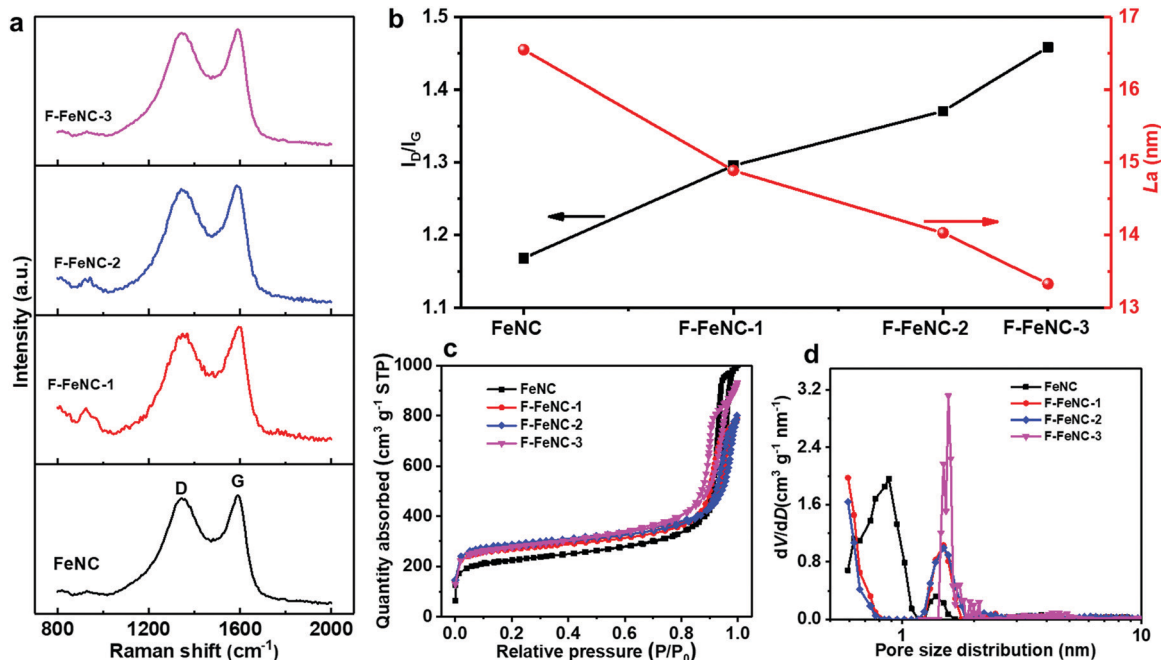 a
F-FeNC-3
F-FeNC-2
F-FeNC-1
D
G
FeNC
Intensity (a.u.)
800 1200 1600 2000
Raman shift (cm-1)
b
1.5
1.4
1.3
1.2
1.1
ID/IG
17
16
15
14
13
La (nm)
FeNC F-FeNC-1 F-FeNC-2 F-FeNC-3
c
FeNC
F-FeNC-1
F-FeNC-2
F-FeNC-3
1000
800
600
400
200
0
Quantity absorbed (cm3 g-1 STP)
0.0 0.2 0.4 0.6 0.8 1.0
Relative pressure (P/P0)
d
FeNC
F-FeNC-1
F-FeNC-2
F-FeNC-3
3.2
2.4
1.6
0.8
0.0
dV/dD(cm3 g-1 nm-1)
1 10
Pore size distribution (nm)